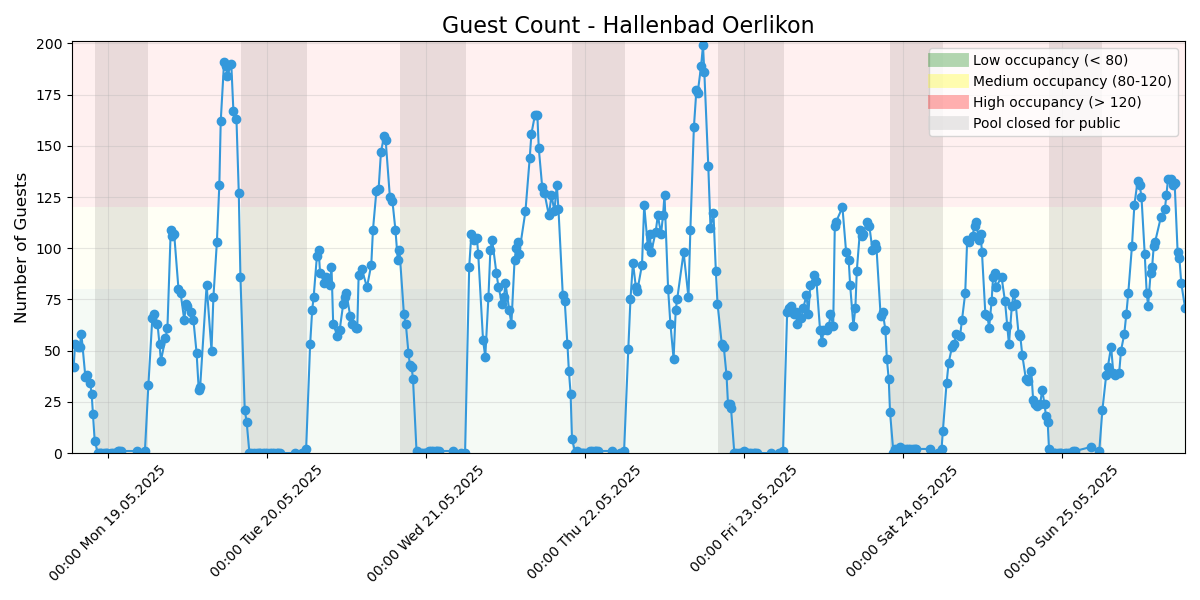 Guest Count - Hallenbad Oerlikon
Number of Guests
200
175
150
125
100
75
50
25
0
Low occupancy (< 80)
Medium occupancy (80-120)
High occupancy (> 120)
Pool closed for public
00:00 Mon 19.05.2025
00:00 Tue 20.05.2025
00:00 Wed 21.05.2025
00:00 Thu 22.05.2025
00:00 Fri 23.05.2025
00:00 Sat 24.05.2025
00:00 Sun 25.05.2025